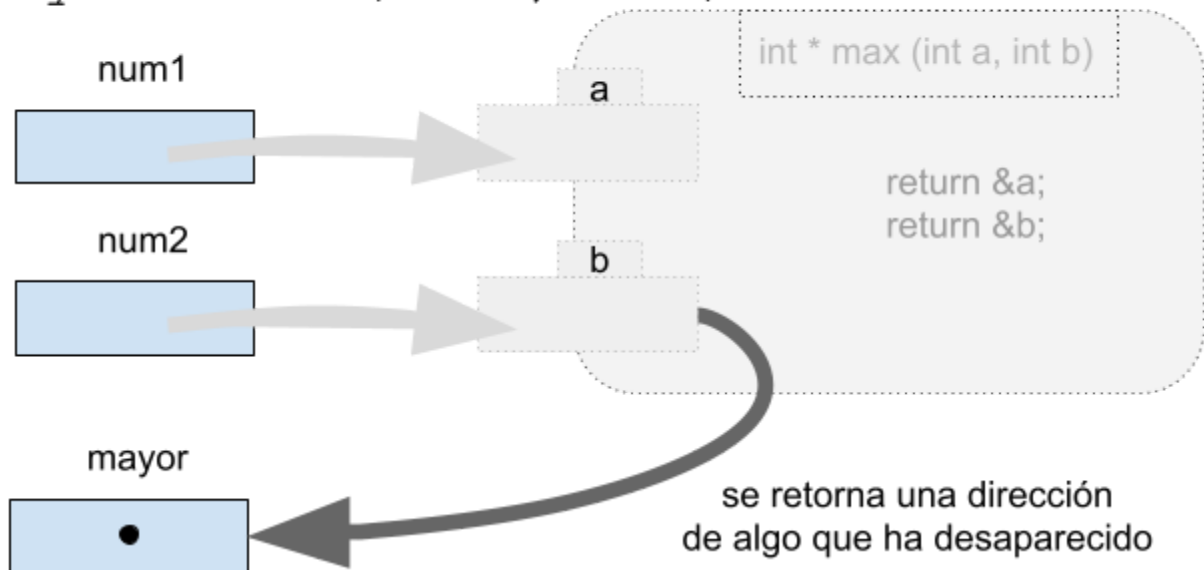 num1
int * max (int a, int b)
a
return &a;
return &b;
num2
b
mayor
se retorna una dirección
de algo que ha desaparecido